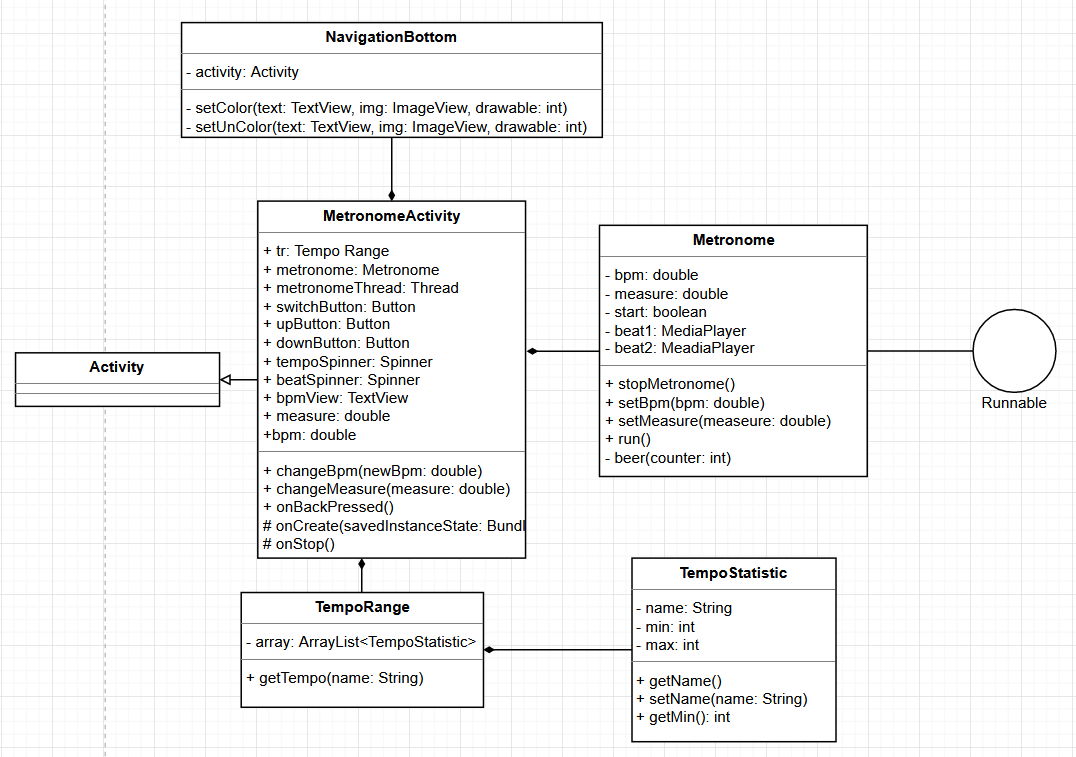 NavigationBottom
- activity: Activity
- setColor(text: TextView, img: ImageView, drawable: int)
- setUnColor(text: TextView, img: ImageView, drawable: int)
MetronomeActivity
+ tr: Tempo Range
+ metronome: Metronome
+ metronomeThread: Thread
+ switchButton: Button
+ upButton: Button
+ downButton: Button
+ tempoSpinner: Spinner
+ beatSpinner: Spinner
+ bpmView: TextView
+ measure: double
+bpm: double
+ changeBpm(newBpm: double)
+ changeMeasure(measure: double)
+ onBackPressed()
# onCreate(savedInstanceState: Bundl
# onStop()
Metronome
- bpm: double
- measure: double
- start: boolean
- beat1: MediaPlayer
- beat2: MeadiaPlayer
+ stopMetronome()
+ setBpm(bpm: double)
+ setMeasure(measeure: double)
+ run()
- beer(counter: int)
Runnable
Activity
TempoRange
- array: ArrayList<TempoStatistic>
+ getTempo(name: String)
TempoStatistic
- name: String
- min: int
- max: int
+ getName()
+ setName(name: String)
+ getMin(): int